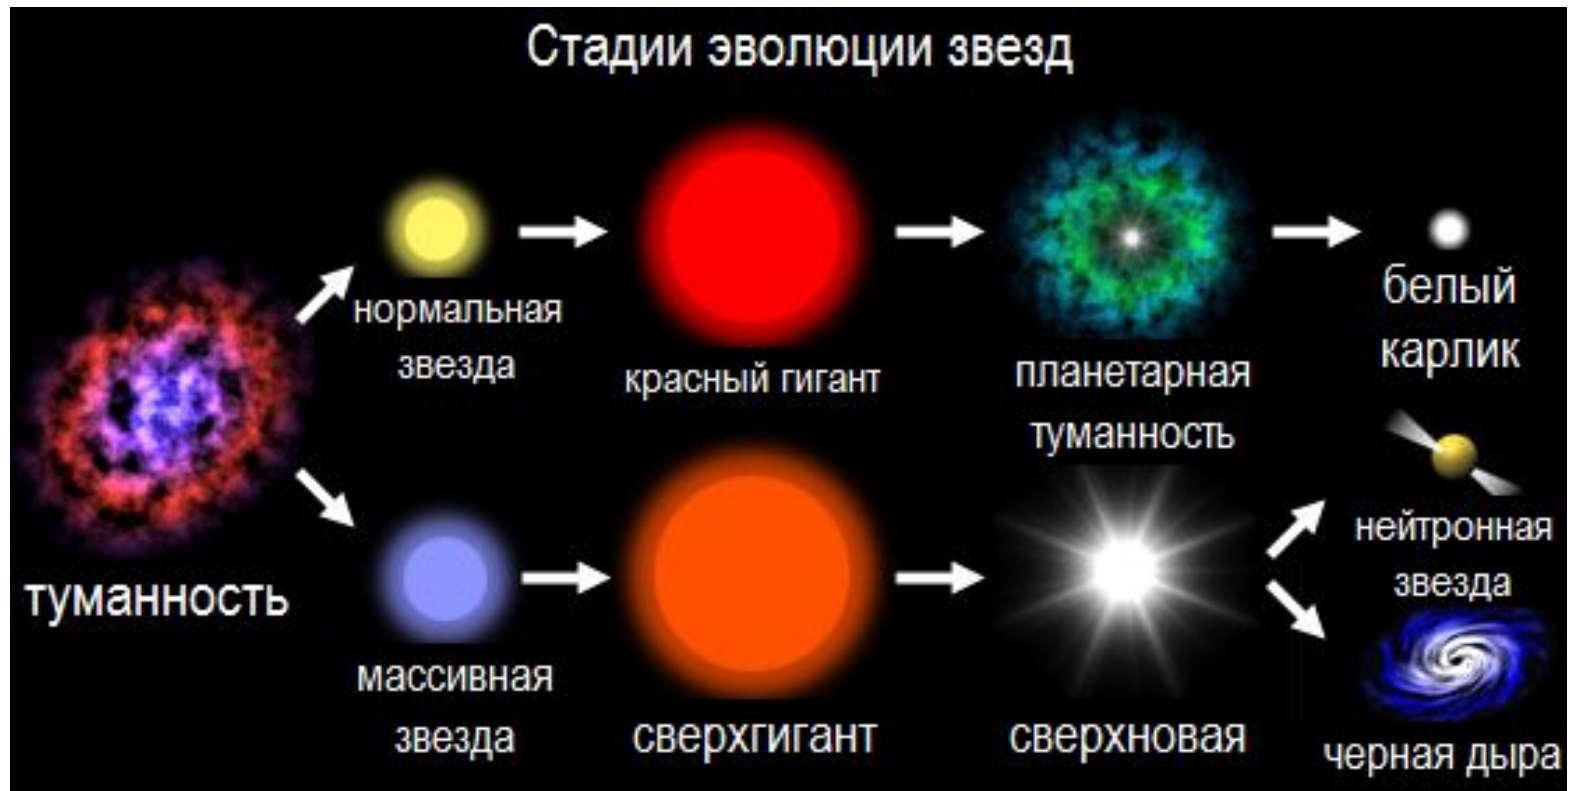 Стадии эволюции звезд
нормальная
звезда
красный гигант
планетарная
туманность
белый
карлик
туманность
массивная
звезда
сверхгигант
сверхновая
нейтронная
звезда
черная дыра